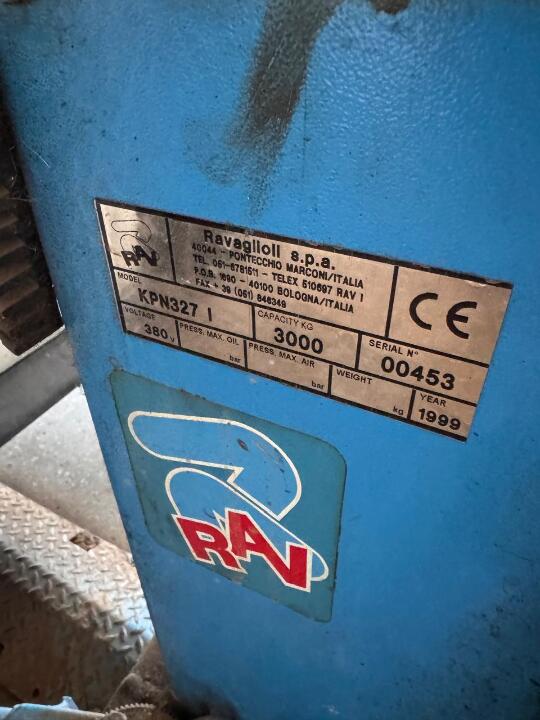 RAV
Ravaglioli s.p.a.
40044 - PONTECCHIO MARCONI/ITALIA
TEL. 051-6781511 - TELEX 510697 RAV I
P.O.B. 1690 - 40100 BOLOGNA/ITALIA
FAX + 39 (051) 846349
CE
MODEL
KPN327 I
CAPACITY KG
3000
SERIAL N°
00453
VOLTAGE
380 V
PRESS. MAX. OIL
bar
PRESS. MAX. AIR
bar
WEIGHT
kg
YEAR
1999
RAV